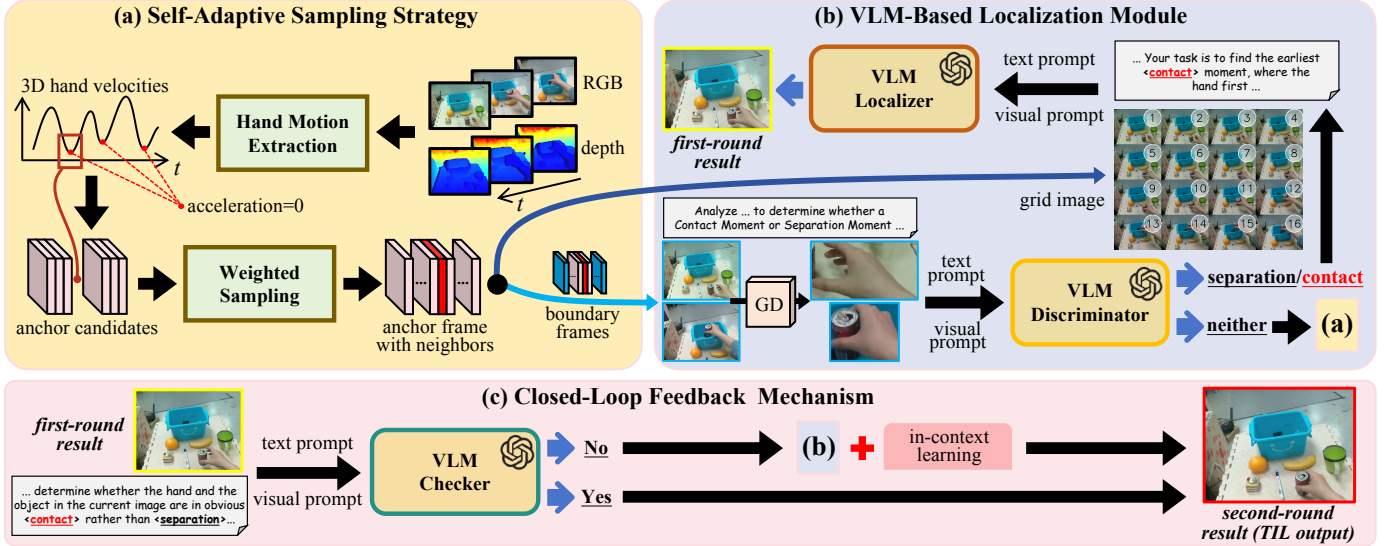 (a) Self-Adaptive Sampling Strategy
3D hand velocities
t
Hand Motion
Extraction
RGB
depth
t
acceleration=0
anchor candidates
Weighted
Sampling
...
...
anchor frame
with neighbors
boundary
frames
(b) VLM-Based Localization Module
first-round
result
VLM
Localizer
text prompt
visual prompt
... Your task is to find the earliest
<contact> moment, where the
hand first ...
grid image
1 2 3 4
5 6 7 8
9 10 11 12
13 14 15 16
Analyze ... to determine whether a
Contact Moment or Separation Moment ...
GD
text
prompt
visual
prompt
VLM
Discriminator
separation/contact
neither
(a)
(c) Closed-Loop Feedback Mechanism
first-round
result
... determine whether the hand and the
object in the current image are in obvious
<contact> rather than <separation>...
text prompt
visual prompt
VLM
Checker
No
(b)
in-context
learning
Yes
second-round
result (TIL output)